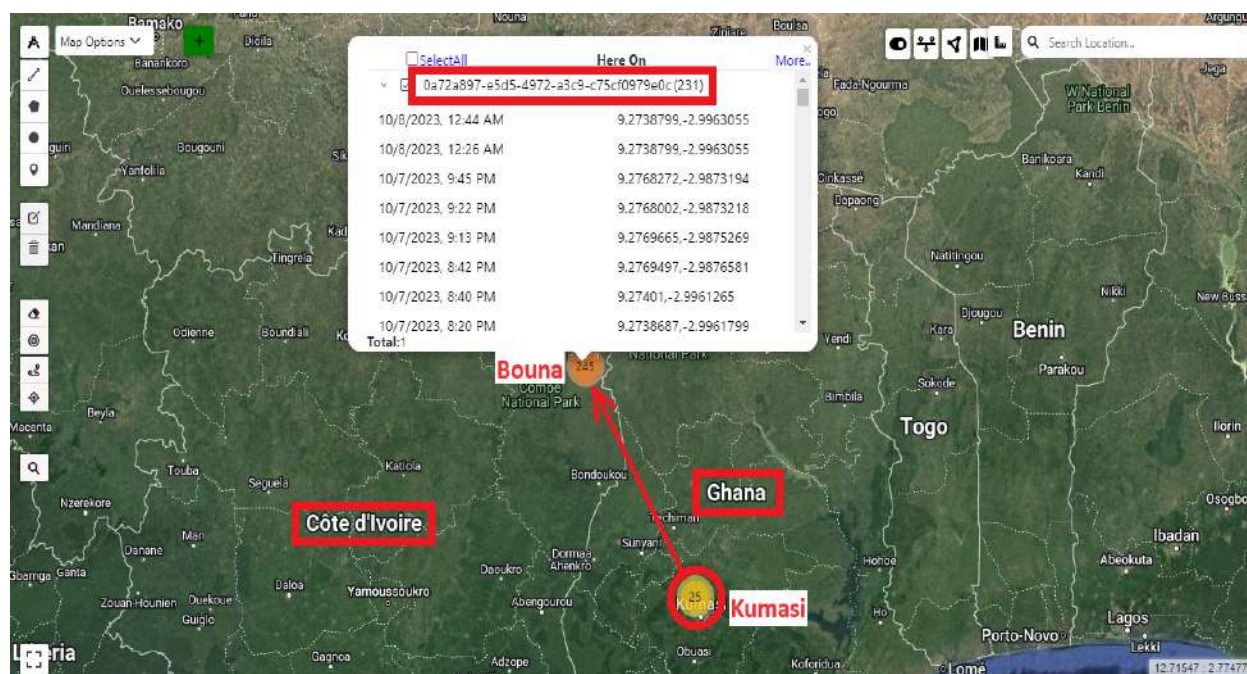 Map Options
+
Search Location...
SelectAll
Here On
More..
0a72a897-e5d5-4972-a3c9-c75cf0979e0c (231)
10/8/2023, 12:44 AM 9.2738799,-2.9963055
10/8/2023, 12:26 AM 9.2738799,-2.9963055
10/7/2023, 9:45 PM 9.2768272,-2.9873194
10/7/2023, 9:22 PM 9.2768002,-2.9873218
10/7/2023, 9:13 PM 9.2769665,-2.9875269
10/7/2023, 8:42 PM 9.2769497,-2.9876581
10/7/2023, 8:40 PM 9.27401,-2.9961265
10/7/2023, 8:20 PM 9.2738687,-2.9961799
Total:1
Bamako
Nouna
Boulsa
Dioila
Banankoro
Ouelessebougou
Fada-Ngourma
W National
Park Benin
Bougouni
Yanfolila
Banikoara
Kandi
Dapaong
Mandiana
Tingrela
Natitingou
Nikki
Djougou
Kara
Benin
Odienne
Boundiali
Yendi
Parakou
Bouna
245
National Park
Comoe
National Park
Sokode
Bimbila
Beyla
Macenta
Togo
Ilorin
Touba
Katiola
Seguela
Bondoukou
Nzerekore
Ghana
Côte d'Ivoire
Techiman
Osogbo
Man
Danane
Sunyani
Dormaa
Ahenkro
Ibadan
Ganta
Daoukro
Hohoe
Abeokuta
Daloa
Yamoussoukro
Zouan-Hounien
Duekoue
Abengourou
25
Kumasi
Kumasi
Guiglo
Ho
Lagos
Porto-Novo
Lekki
Obuasi
Gagnoa
Adzope
Koforidua
Lome
12.71547 : 2.77477